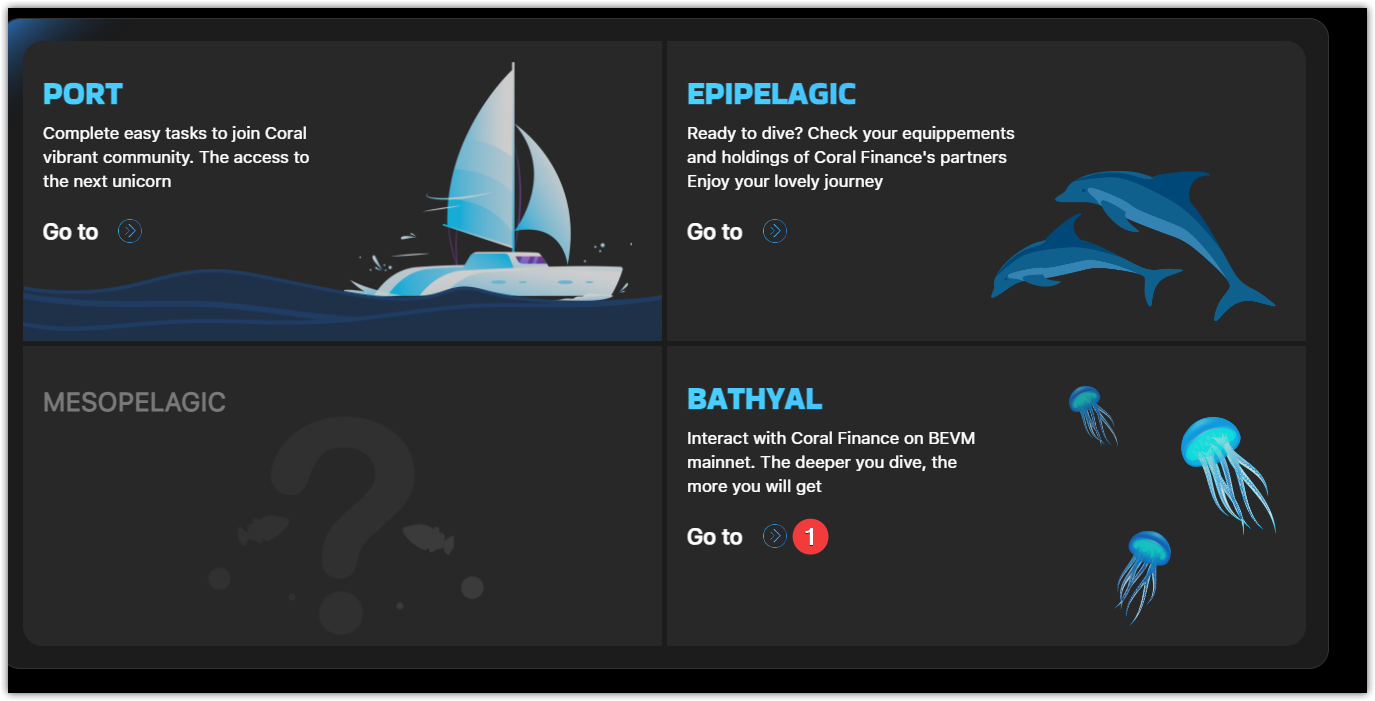 PORT
Complete easy tasks to join Coral
vibrant community. The access to
the next unicorn
Go to
EPIPELAGIC
Ready to dive? Check your equippements
and holdings of Coral Finance's partners
Enjoy your lovely journey
Go to
MESOPELAGIC
?
BATHYAL
Interact with Coral Finance on BEVM
mainnet. The deeper you dive, the
more you will get
Go to 1